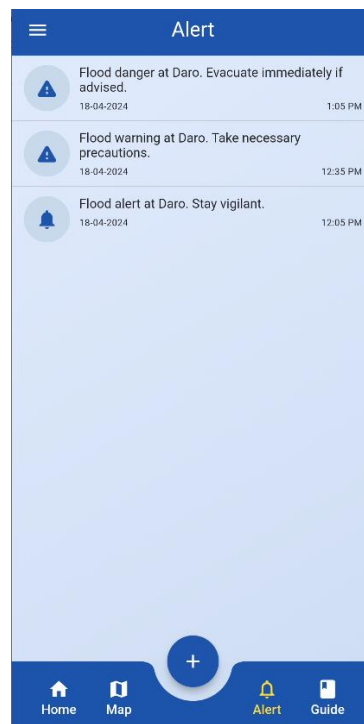 Alert
Flood danger at Daro. Evacuate immediately if
advised.
18-04-2024 1:05 PM
Flood warning at Daro. Take necessary
precautions.
18-04-2024 12:35 PM
Flood alert at Daro. Stay vigilant.
18-04-2024 12:05 PM
Home Map Alert Guide